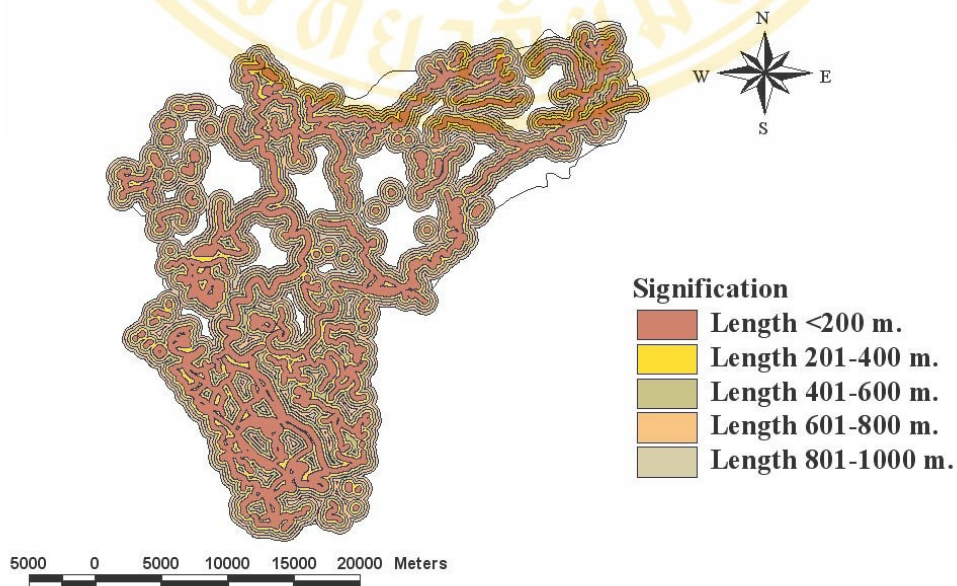 N
W E
S
Signification
Length <200 m.
Length 201-400 m.
Length 401-600 m.
Length 601-800 m.
Length 801-1000 m.
5000 0 5000 10000 15000 20000 Meters